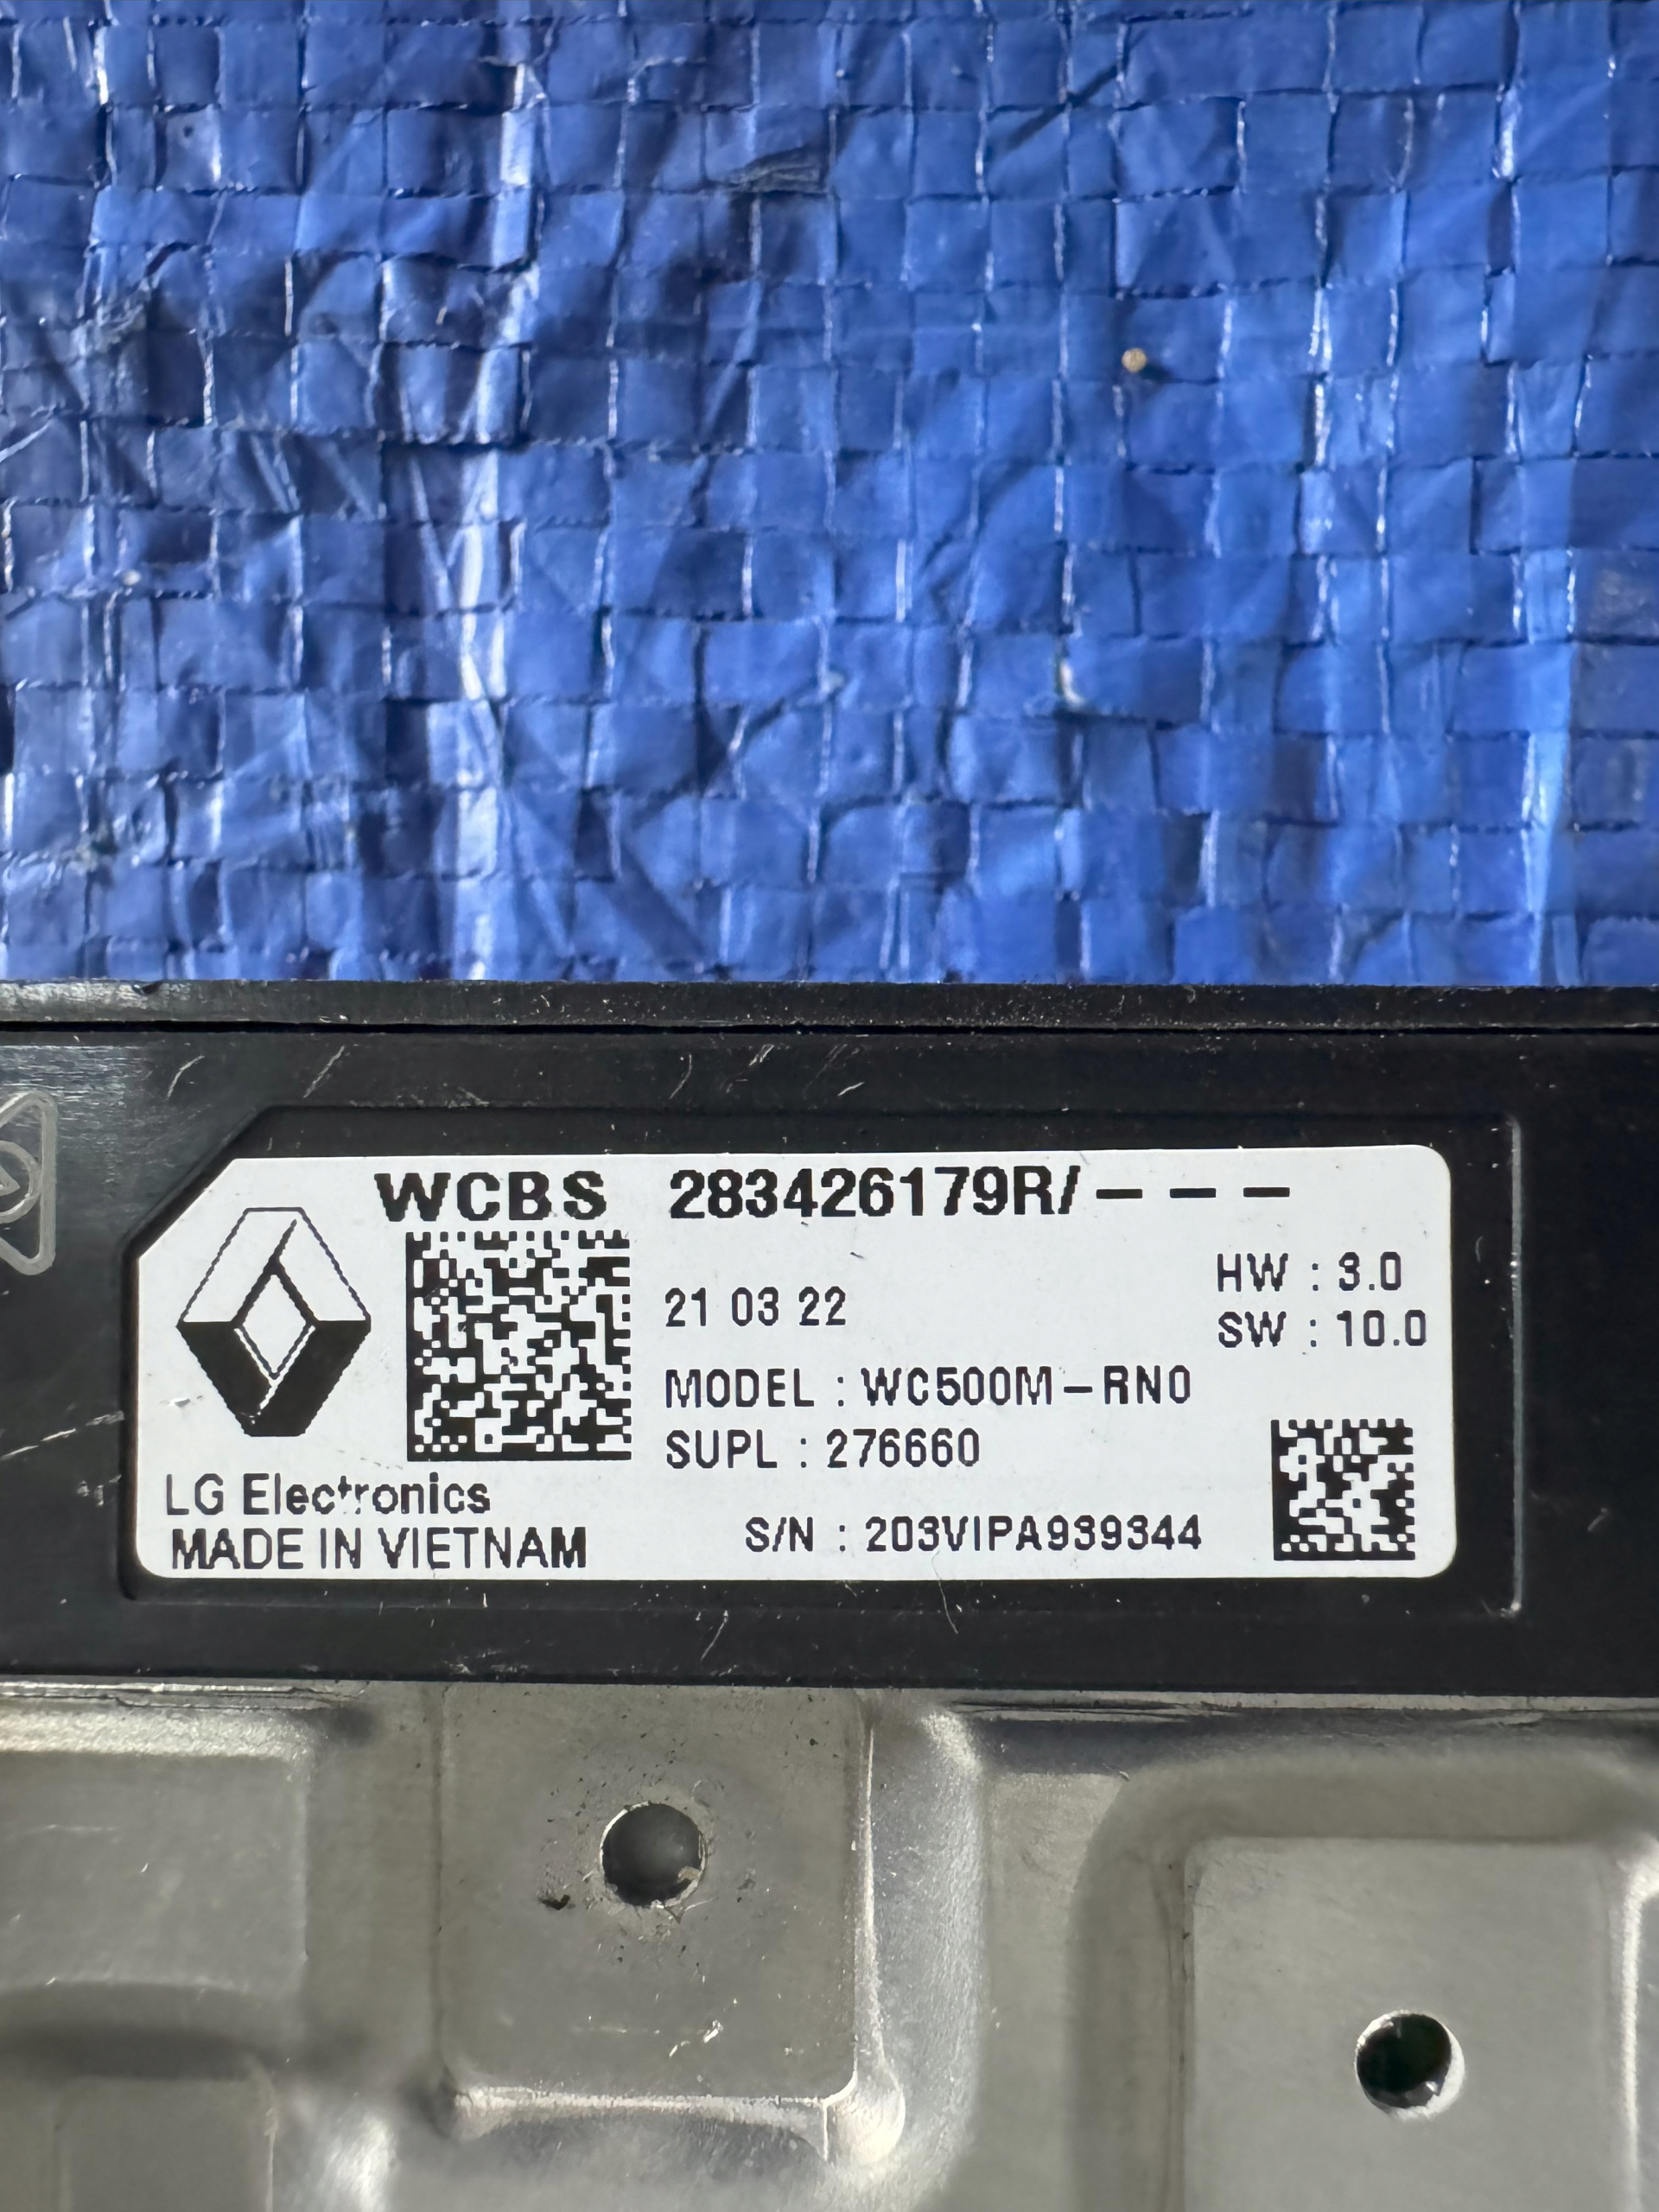 WCBS 283426179R/---
21 03 22
HW : 3.0
SW : 10.0
MODEL : WC500M-RN0
SUPL : 276660
LG Electronics
MADE IN VIETNAM
S/N : 203VIPA939344